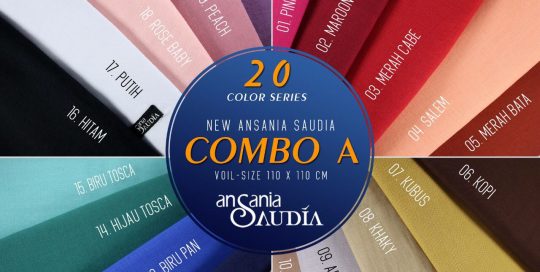 20
COLOR SERIES
NEW ANSANIA SAUDIA
COMBO A
VOIL-SIZE 110 X 110 CM
anSania
SAUDIA
02. MAROON
03. MERAH CABE
04. SALEM
05. MERAH BATA
06. KOPI
07. KUBUS
08. KHAKY
BIRU PAN
14. HIJAU TOSCA
15. BIRU TOSCA
16. HITAM
17. PUTIH
18. ROSE BABY
PEACH
01. PIN
SAUDIA